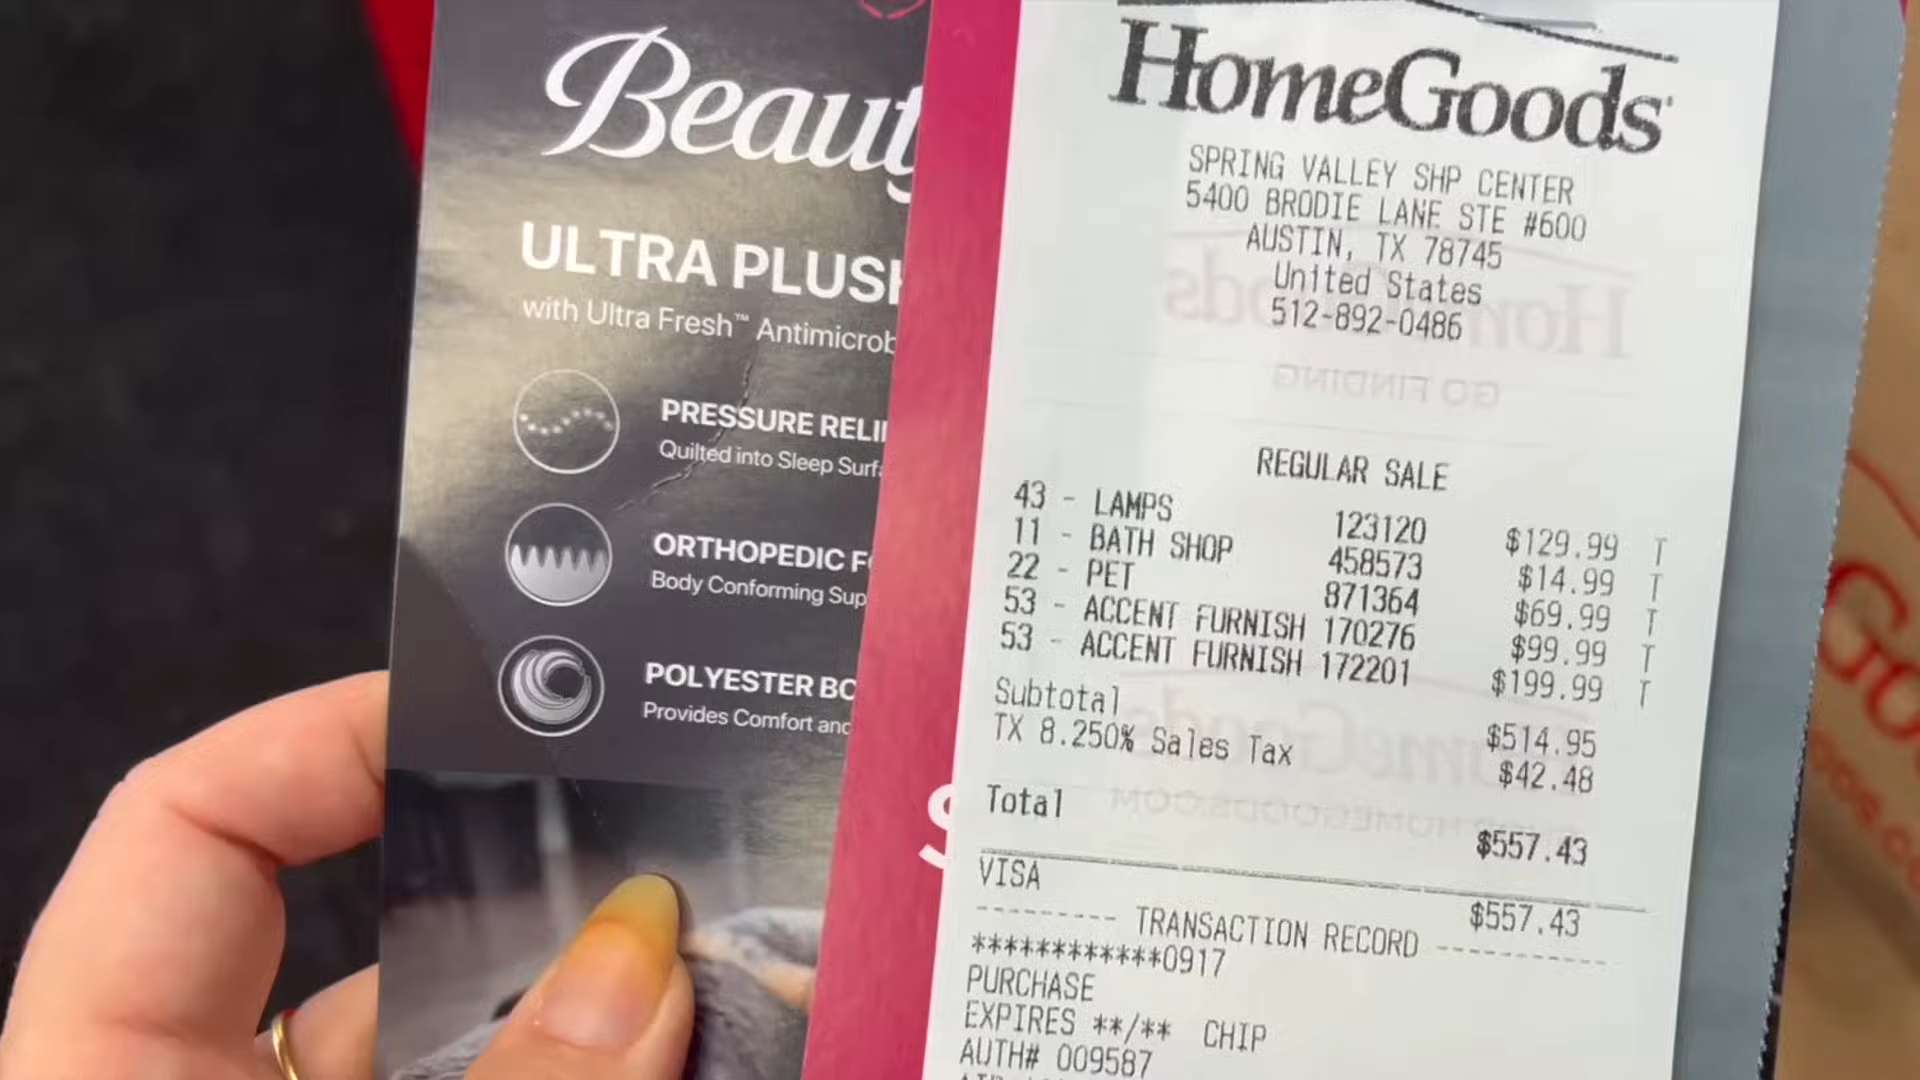 Beauty
ULTRA PLUSH
with Ultra Fresh™ Antimicrob
PRESSURE RELI
Quilted into Sleep Surf
ORTHOPEDIC F
Body Conforming Sup
POLYESTER BO
Provides Comfort and
HomeGoods
SPRING VALLEY SHP CENTER
5400 BRODIE LANE STE #600
AUSTIN, TX 78745
United States
512-892-0486
REGULAR SALE
43 - LAMPS 123120 $129.99 T
11 - BATH SHOP 458573 $14.99 T
22 - PET 871364 $69.99 T
53 - ACCENT FURNISH 170276 $99.99 T
53 - ACCENT FURNISH 172201 $199.99 T
Subtotal $514.95
TX 8.250% Sales Tax $42.48
Total $557.43
VISA $557.43
--------- TRANSACTION RECORD -----------
************0917
PURCHASE
EXPIRES **/** CHIP
AUTH# 009587